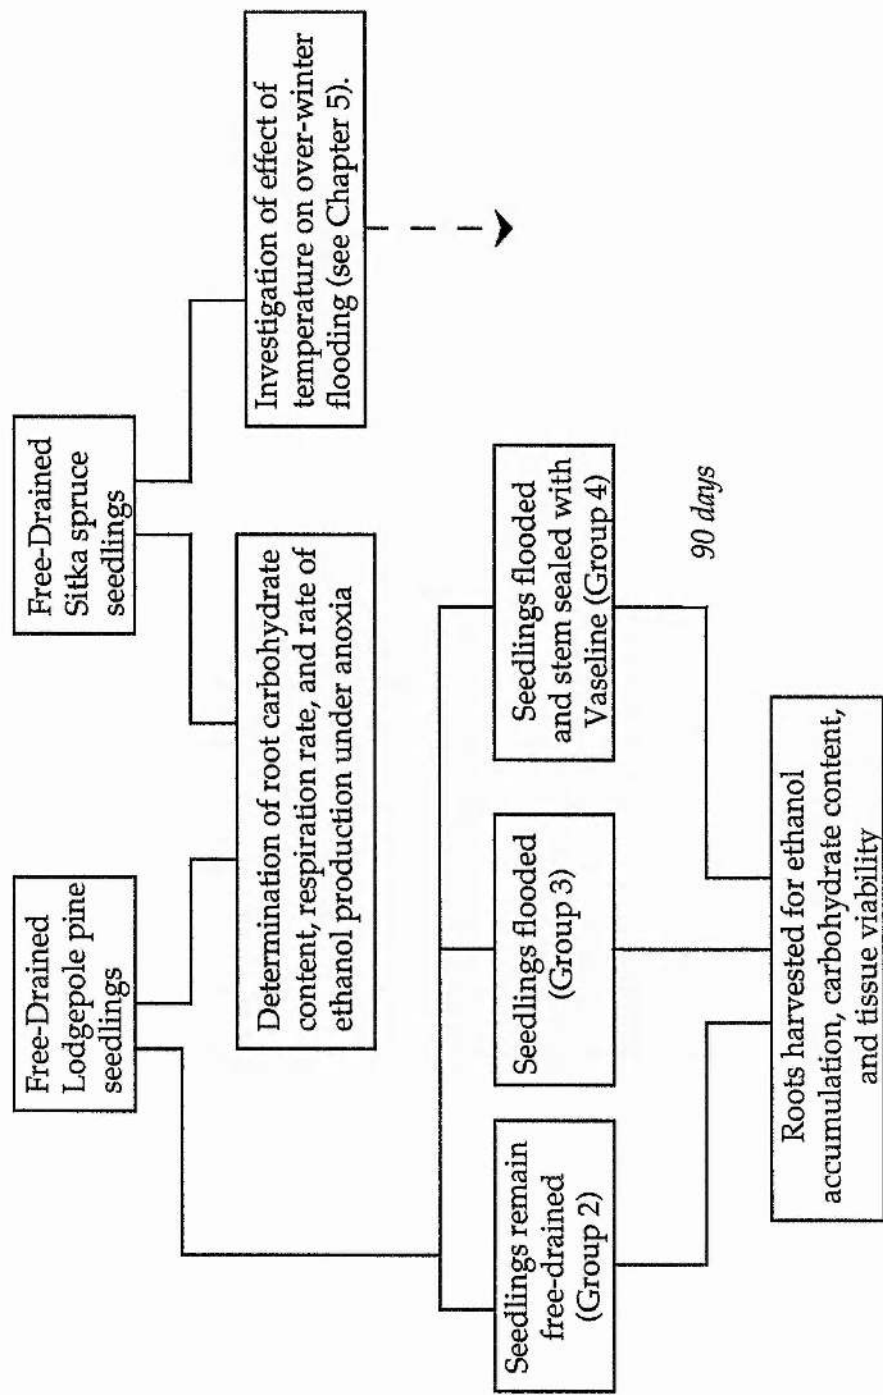 Free-Drained
Lodgepole pine
seedlings
Free-Drained
Sitka spruce
seedlings
Determination of root carbohydrate
content, respiration rate, and rate of
ethanol production under anoxia
Investigation of effect of
temperature on over-winter
flooding (see Chapter 5).
Seedlings remain
free-drained
(Group 2)
Seedlings flooded
(Group 3)
Seedlings flooded
and stem sealed with
Vaseline (Group 4)
90 days
Roots harvested for ethanol
accumulation, carbohydrate content,
and tissue viability